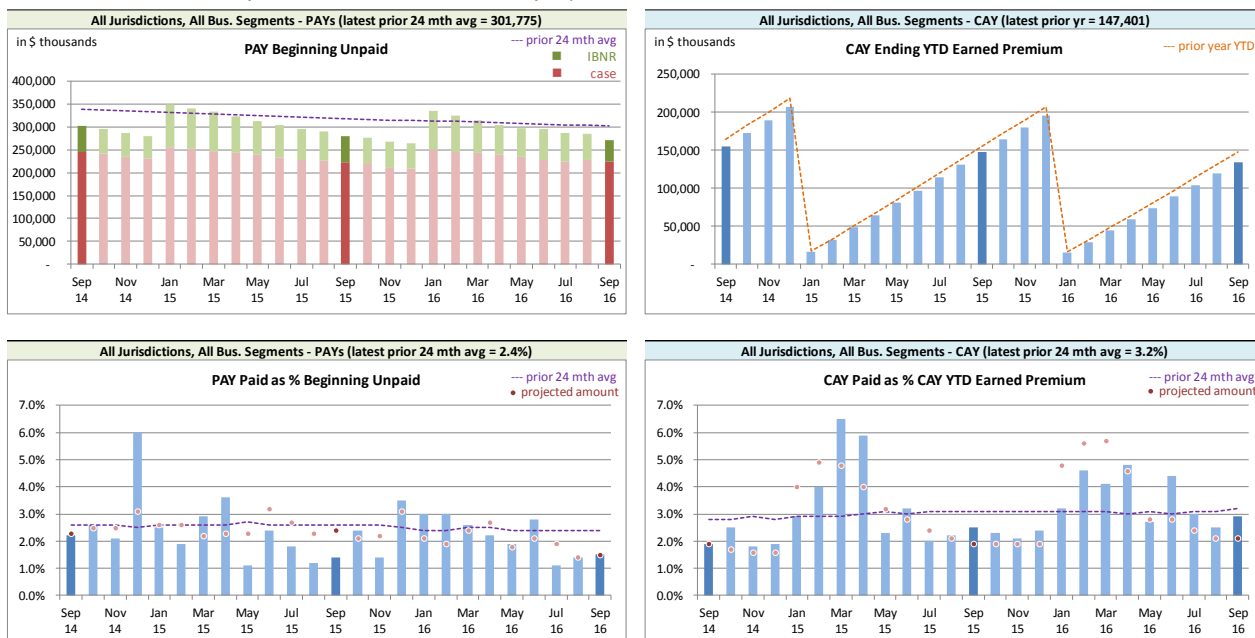 All Jurisdictions, All Bus. Segments - PAYs (latest prior 24 mth avg = 301,775)
in $ thousands
PAY Beginning Unpaid
--- prior 24 mth avg
IBNR
case
400,000
350,000
300,000
250,000
200,000
150,000
100,000
50,000
-
Sep Nov Jan Mar May Jul Sep Nov Jan Mar May Jul Sep
14 14 15 15 15 15 15 15 16 16 16 16 16
All Jurisdictions, All Bus. Segments - CAY (latest prior yr = 147,401)
in $ thousands
CAY Ending YTD Earned Premium
--- prior year YTD
250,000
200,000
150,000
100,000
50,000
-
Sep Nov Jan Mar May Jul Sep Nov Jan Mar May Jul Sep
14 14 15 15 15 15 15 15 16 16 16 16 16
All Jurisdictions, All Bus. Segments - PAYs (latest prior 24 mth avg = 2.4%)
PAY Paid as % Beginning Unpaid
--- prior 24 mth avg
• projected amount
7.0%
6.0%
5.0%
4.0%
3.0%
2.0%
1.0%
0.0%
Sep Nov Jan Mar May Jul Sep Nov Jan Mar May Jul Sep
14 14 15 15 15 15 15 15 16 16 16 16 16
All Jurisdictions, All Bus. Segments - CAY (latest prior 24 mth avg = 3.2%)
CAY Paid as % CAY YTD Earned Premium
--- prior 24 mth avg
• projected amount
7.0%
6.0%
5.0%
4.0%
3.0%
2.0%
1.0%
0.0%
Sep Nov Jan Mar May Jul Sep Nov Jan Mar May Jul Sep
14 14 15 15 15 15 15 15 16 16 16 16 16